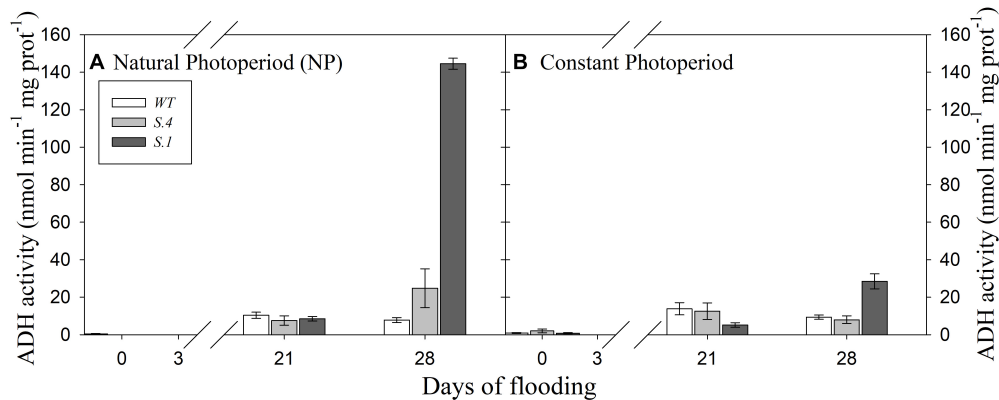 A Natural Photoperiod (NP)
B Constant Photoperiod
WT
S.4
S.1
ADH activity (nmol min-1 mg prot-1)
160
140
120
100
80
60
40
20
0
160
140
120
100
80
60
40
20
0
ADH activity (nmol min-1 mg prot-1)
0 3 21 28 0 3 21 28
Days of flooding